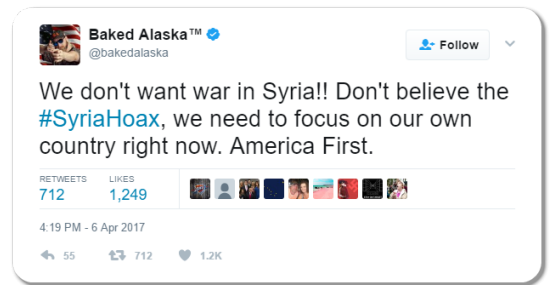 Baked Alaska™
@bakedalaska
Follow
We don't want war in Syria!! Don't believe the
#SyriaHoax, we need to focus on our own
country right now. America First.
RETWEETS LIKES
712 1,249
4:19 PM - 6 Apr 2017
55 712 1.2K